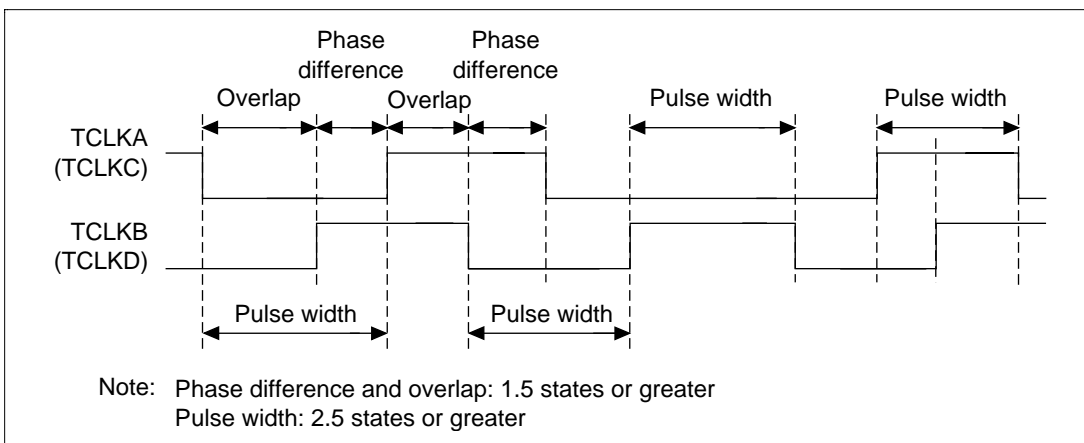 Phase
difference
Phase
difference
Overlap
Overlap
Pulse width
Pulse width
TCLKA
(TCLKC)
TCLKB
(TCLKD)
Pulse width
Pulse width
Note: Phase difference and overlap: 1.5 states or greater
Pulse width: 2.5 states or greater